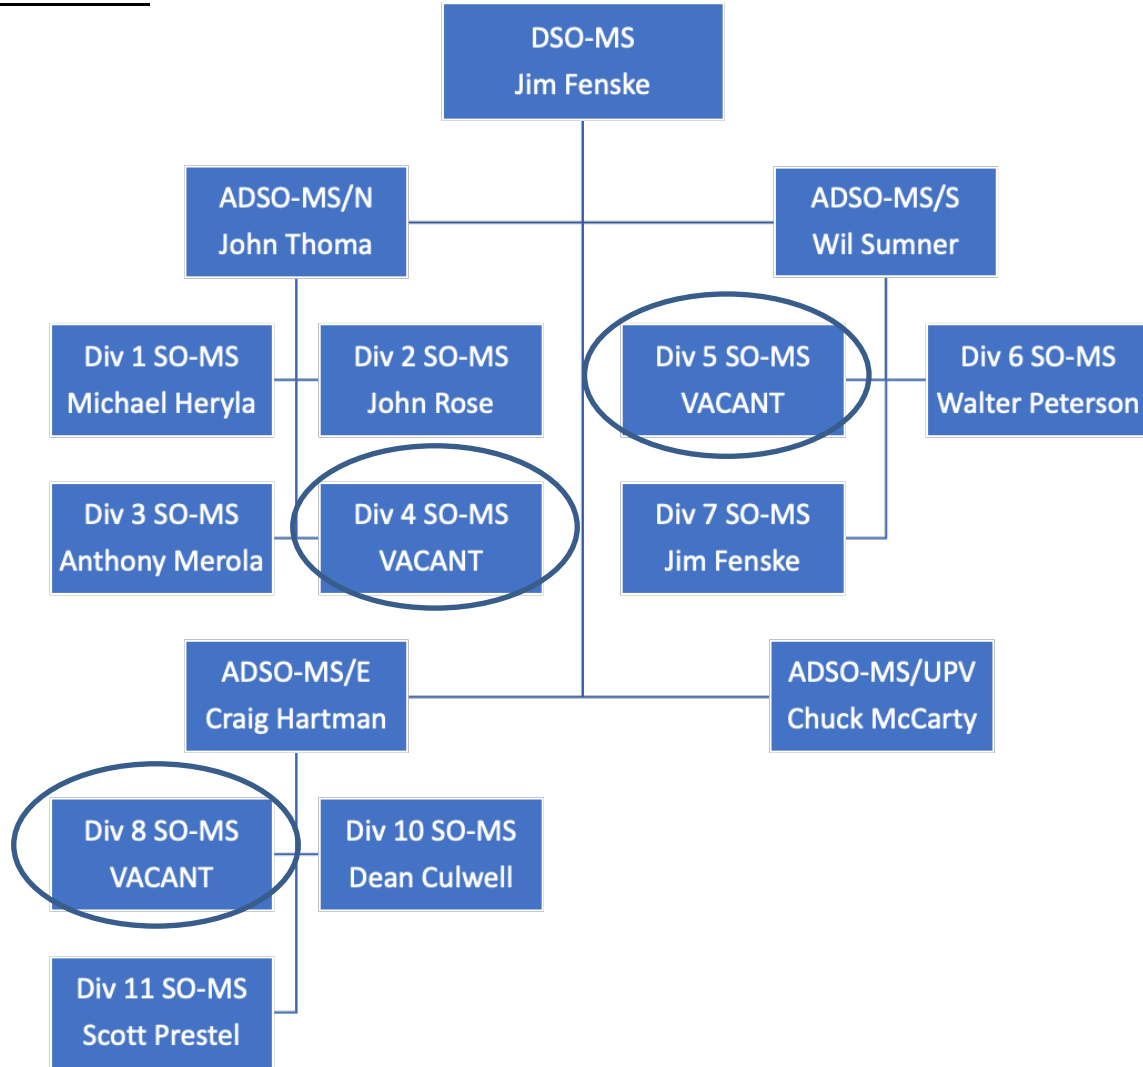 DSO-MS
Jim Fenske
ADSO-MS/N
John Thoma
ADSO-MS/S
Wil Sumner
Div 1 SO-MS
Michael Heryla
Div 2 SO-MS
John Rose
Div 5 SO-MS
VACANT
Div 6 SO-MS
Walter Peterson
Div 3 SO-MS
Anthony Merola
Div 4 SO-MS
VACANT
Div 7 SO-MS
Jim Fenske
ADSO-MS/E
Craig Hartman
ADSO-MS/UPV
Chuck McCarty
Div 8 SO-MS
VACANT
Div 10 SO-MS
Dean Culwell
Div 11 SO-MS
Scott Prestel